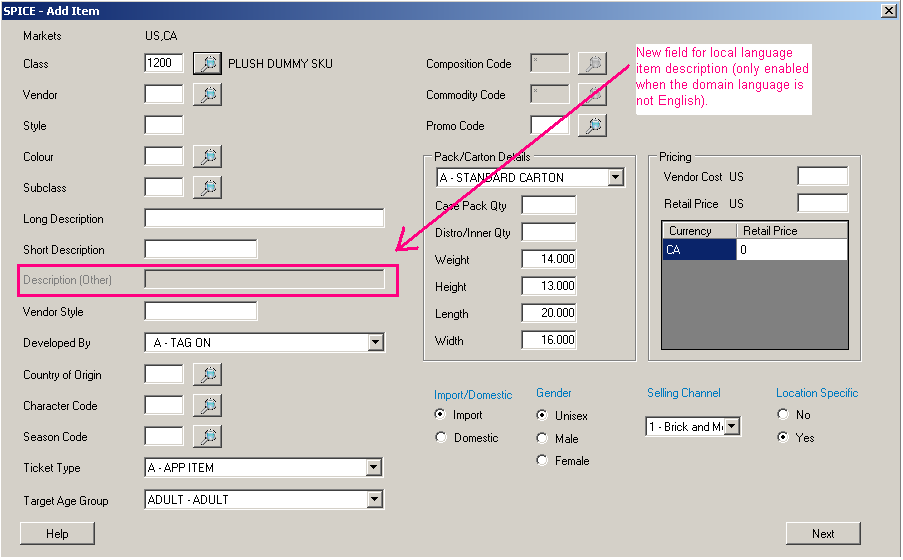 SPICE - Add Item
Markets US,CA
Class 1200 PLUSH DUMMY SKU
Vendor
Style
Colour
Subclass
Long Description
Short Description
Description (Other)
Vendor Style
Developed By A - TAG ON
Country of Origin
Character Code
Season Code
Ticket Type A - APP ITEM
Target Age Group ADULT - ADULT
Help
Composition Code *
Commodity Code *
Promo Code
New field for local language
item description (only enabled
when the domain language is
not English).
Pack/Carton Details
A - STANDARD CARTON
Case Pack Qty
Distro/Inner Qty
Weight 14.000
Height 13.000
Length 20.000
Width 16.000
Pricing
Vendor Cost US
Retail Price US
Currency Retail Price
CA 0
Import/Domestic
Import
Domestic
Gender
Unisex
Male
Female
Selling Channel
1 - Brick and Mo
Location Specific
No
Yes
Next